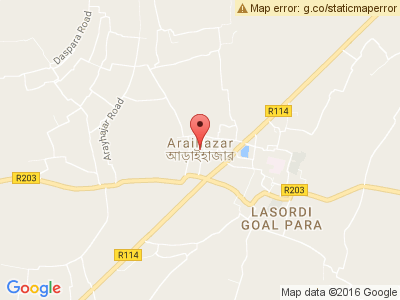 Map error: g.co/staticmaperror
Daspara Road
Arayhajar Road
R114
Araihazar
আড়াইহাজার
R203
R203
LASORDI
GOAL PARA
R114
Google
Map data ©2016 Google